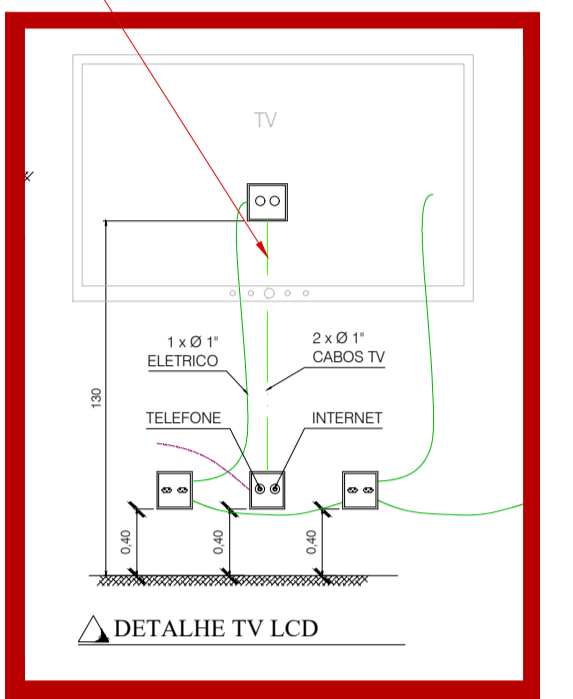 TV
1 x Ø 1"
ELETRICO
2 x Ø 1"
CABOS TV
130
TELEFONE
INTERNET
0,40
0,40
0,40
DETALHE TV LCD